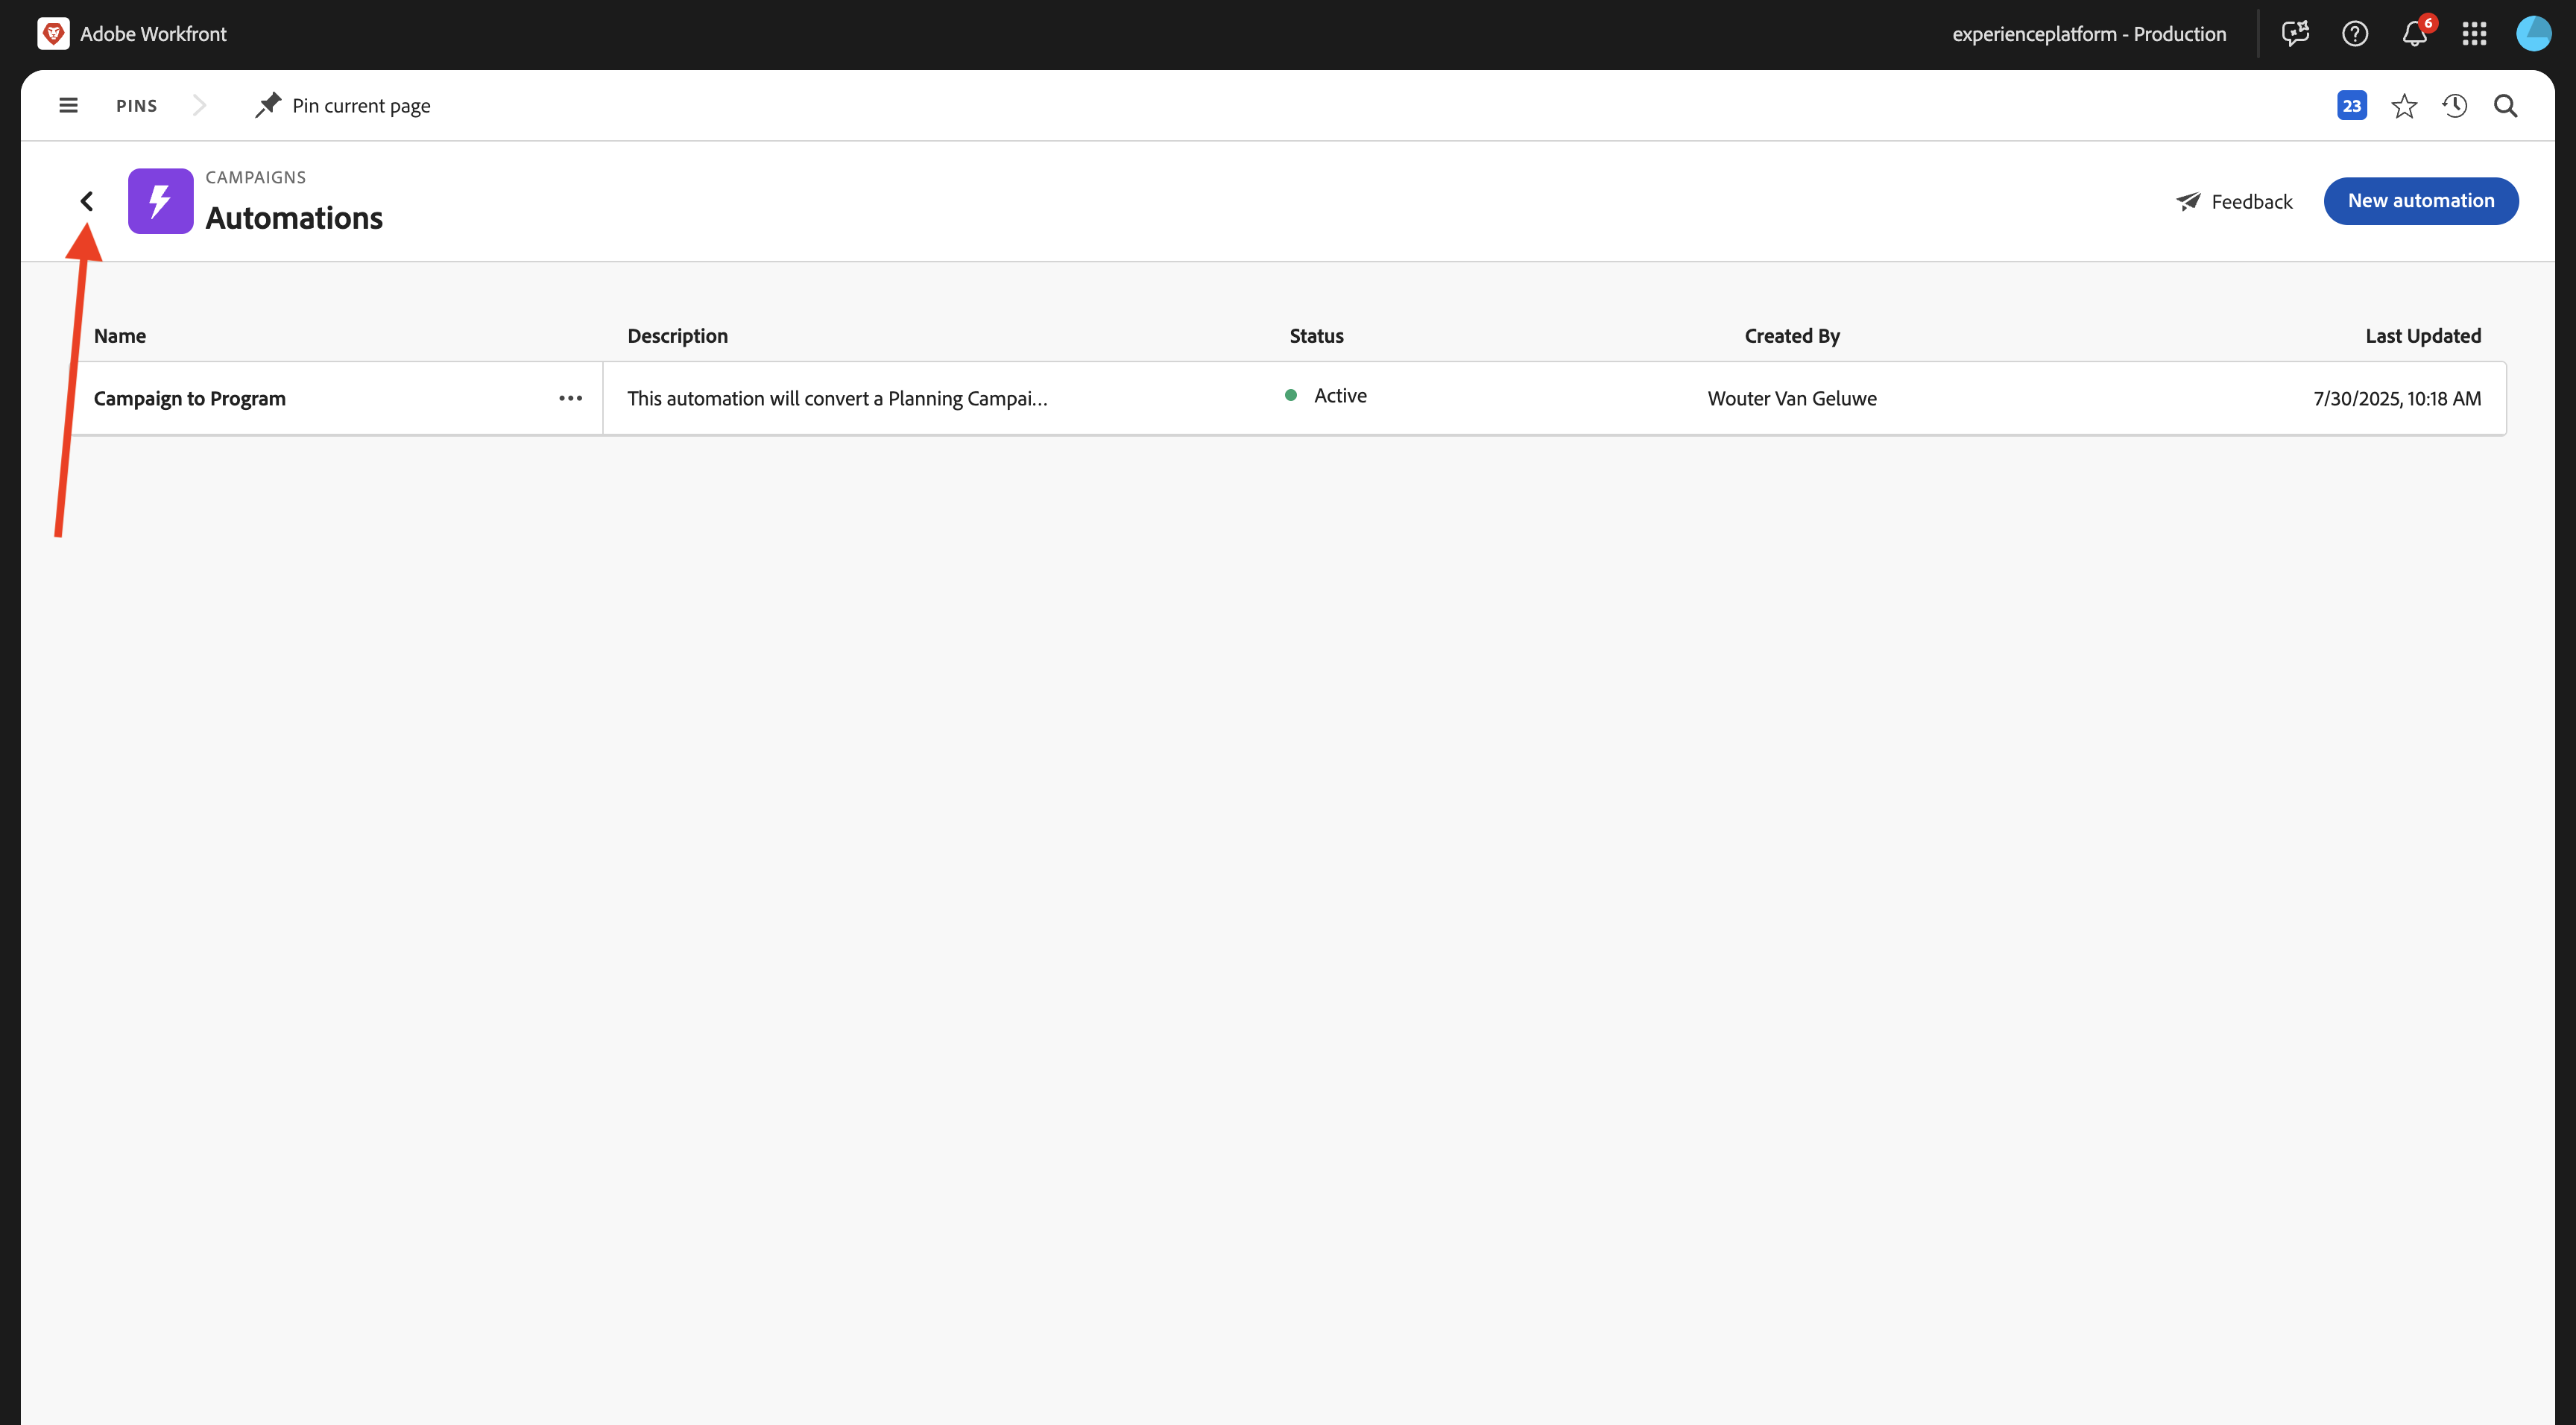 Adobe Workfront
experienceplatform - Production
6
PINS
Pin current page
23
CAMPAIGNS
Automations
Feedback
New automation
Name Description Status Created By Last Updated
Campaign to Program ••• This automation will convert a Planning Campai... Active Wouter Van Geluwe 7/30/2025, 10:18 AM